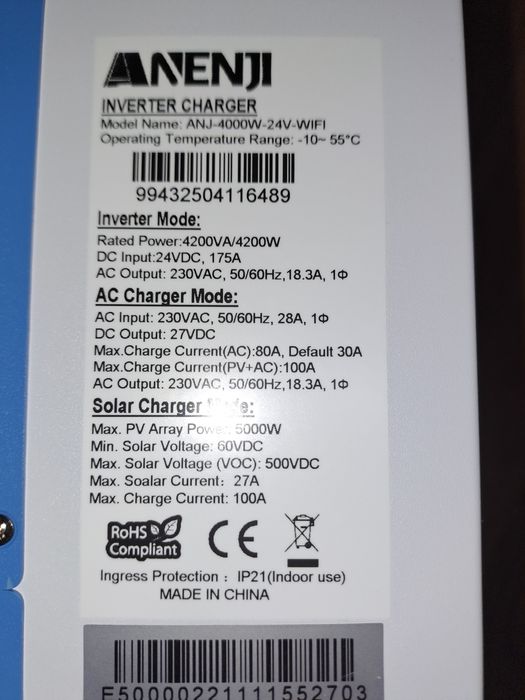 ANENJI
INVERTER CHARGER
Model Name: ANJ-4000W-24V-WIFI
Operating Temperature Range: -10~ 55°C
99432504116489
Inverter Mode:
Rated Power:4200VA/4200W
DC Input:24VDC, 175A
AC Output: 230VAC, 50/60Hz,18.3A, 1Φ
AC Charger Mode:
AC Input: 230VAC, 50/60Hz, 28A, 1Φ
DC Output: 27VDC
Max.Charge Current(AC):80A, Default 30A
Max.Charge Current(PV+AC):100A
AC Output: 230VAC, 50/60Hz,18.3A, 1Φ
Solar Charger Mode:
Max. PV Array Power: 5000W
Min. Solar Voltage: 60VDC
Max. Solar Voltage (VOC): 500VDC
Max. Soalar Current: 27A
Max. Charge Current: 100A
RoHS
Compliant
CE
Ingress Protection : IP21(Indoor use)
MADE IN CHINA
E50000221111552703